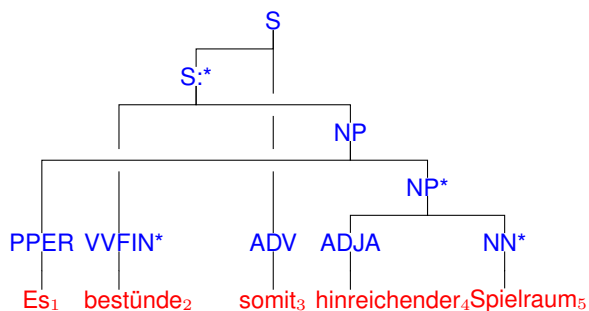 S
S:*
NP
NP*
PPER VVFIN* ADV ADJA NN*
Es₁ bestünde₂ somit₃ hinreichender₄ Spielraum₅